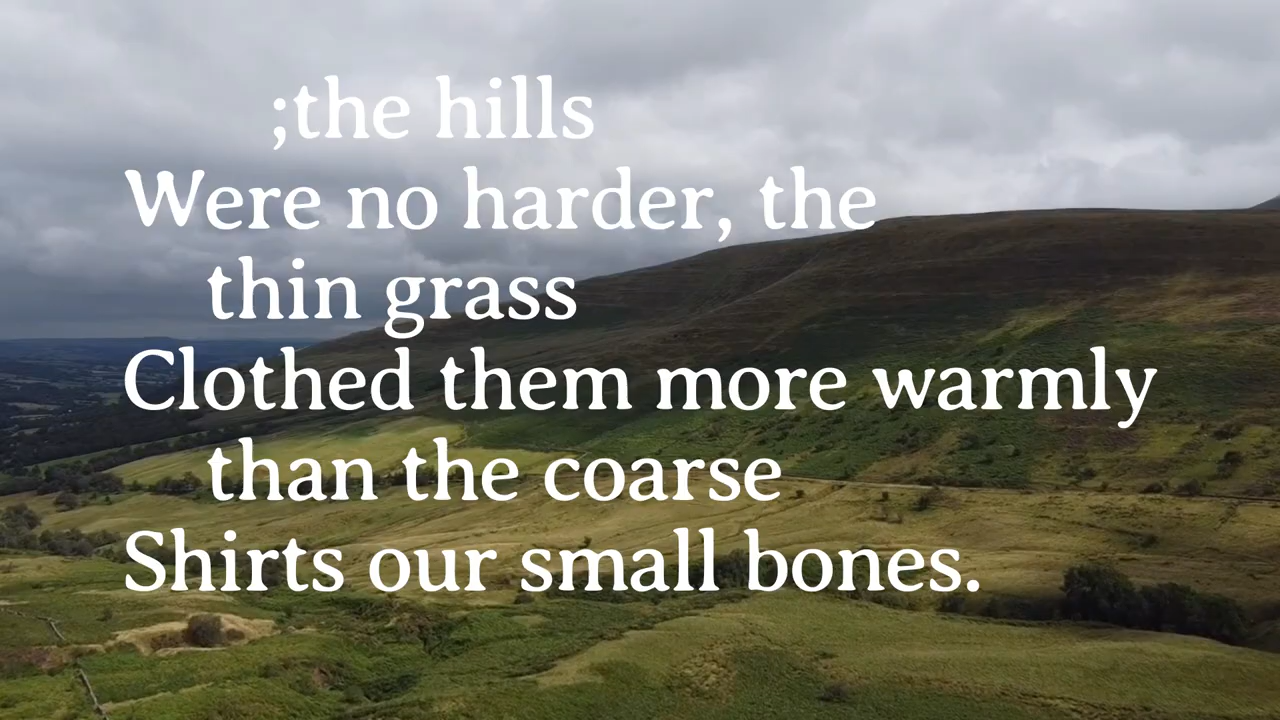 ;the hills
Were no harder, the
thin grass
Clothed them more warmly
than the coarse
Shirts our small bones.